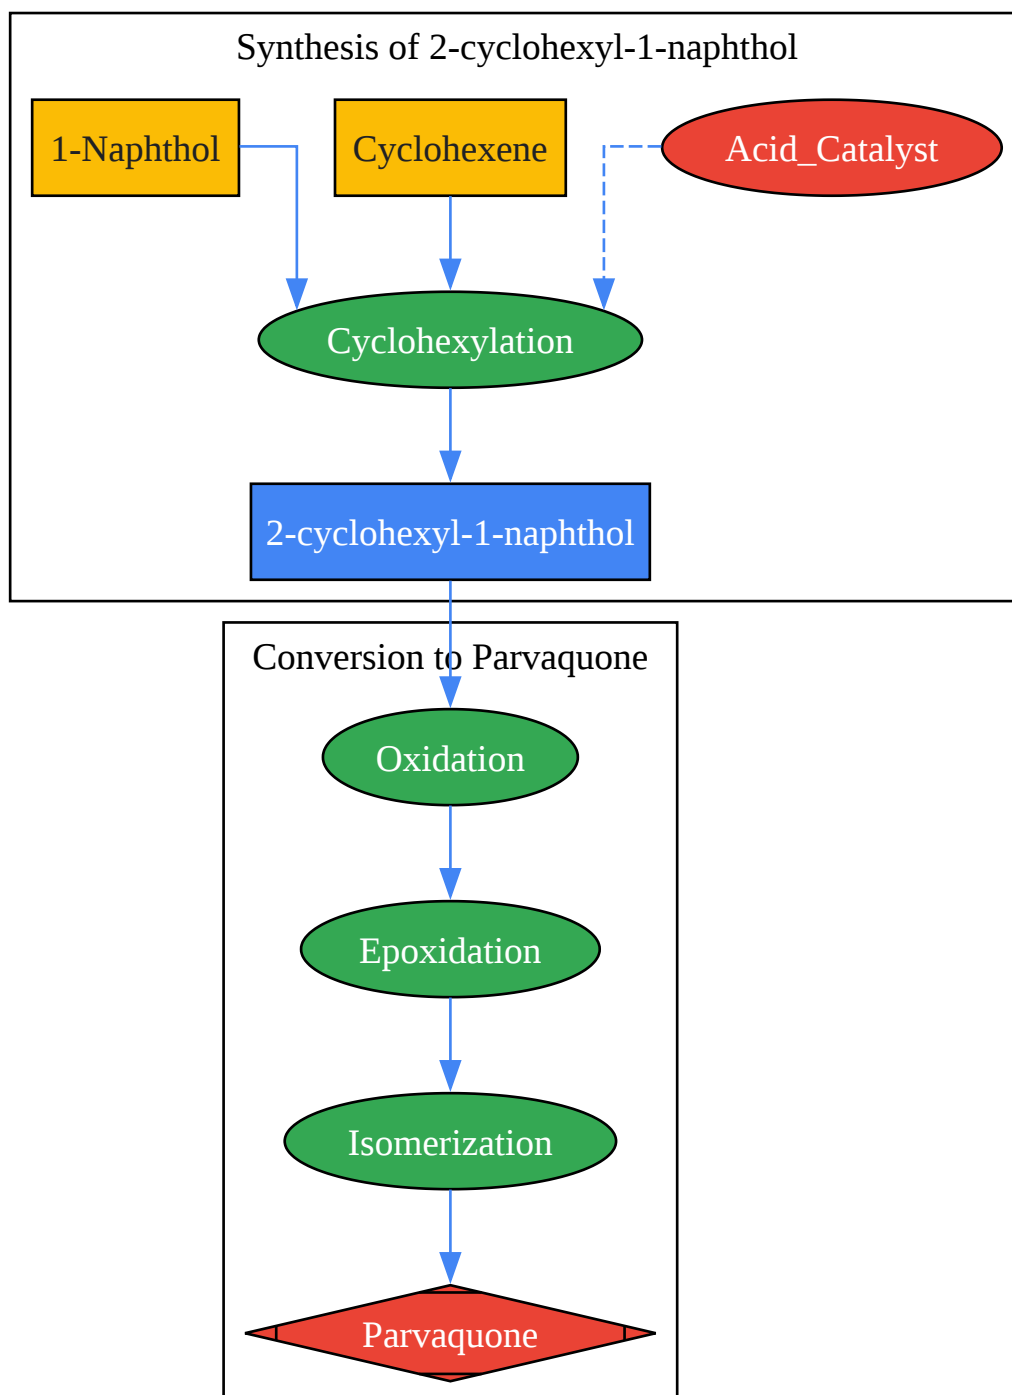 Synthesis of 2-cyclohexyl-1-naphthol
1-Naphthol
Cyclohexene
Acid_Catalyst
Cyclohexylation
2-cyclohexyl-1-naphthol
Conversion to Parvaquone
Oxidation
Epoxidation
Isomerization
Parvaquone